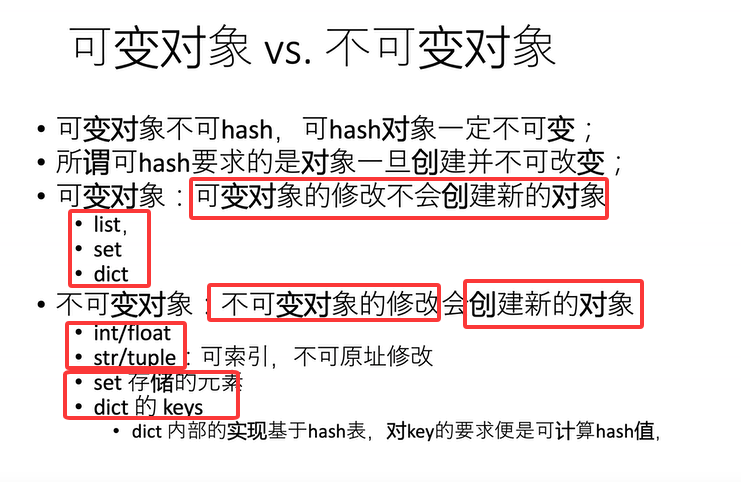 可变对象 vs. 不可变对象
• 可变对象不可hash，可hash对象一定不可变；
• 所谓可hash要求的是对象一旦创建并不可改变；
• 可变对象：可变对象的修改不会创建新的对象
• list,
• set
• dict
• 不可变对象：不可变对象的修改会创建新的对象
• int/float
• str/tuple：可索引，不可原址修改
• set 存储的元素
• dict 的 keys
• dict 内部的实现基于hash表，对key的要求便是可计算hash值，